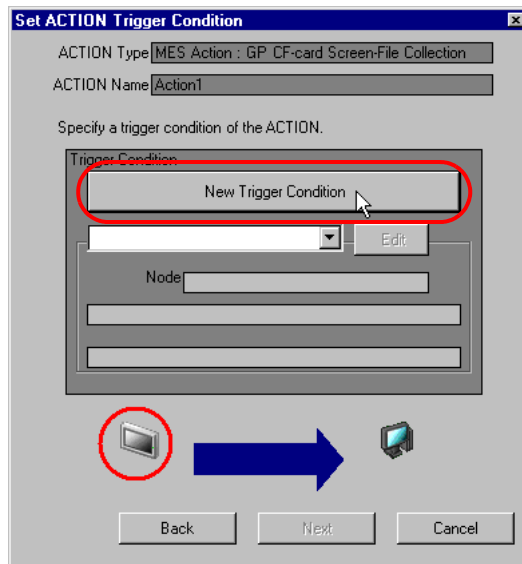 Set ACTION Trigger Condition
ACTION Type MES Action : GP CF-card Screen-File Collection
ACTION Name Action1
Specify a trigger condition of the ACTION.
Trigger Condition
New Trigger Condition
Edit
Node
Back Next Cancel